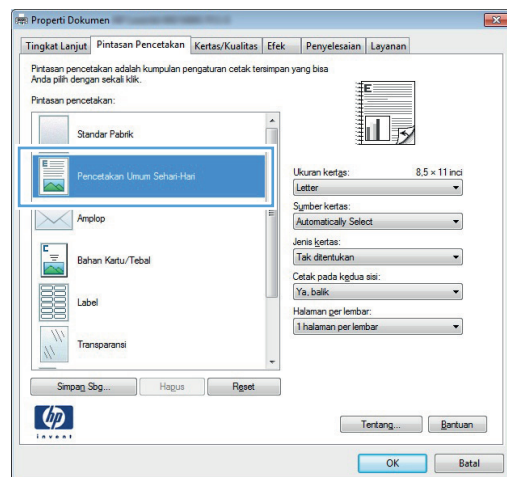 Properti Dokumen
Tingkat Lanjut Pintasan Pencetakan Kertas/Kualitas Efek Penyelesaian Layanan
Pintasan pencetakan adalah kumpulan pengaturan cetak tersimpan yang bisa
Anda pilih dengan sekali klik.
Pintasan pencetakan:
Standar Pabrik
Pencetakan Umum Sehari-Hari
Amplop
Bahan Kartu/Tebal
Label
Transparansi
Simpan Sbg... Hapus Reset
Ukuran kertas: 8,5 × 11 inci
Letter
Sumber kertas:
Automatically Select
Jenis kertas:
Tak ditentukan
Cetak pada kedua sisi:
Ya, balik
Halaman per lembar:
1 halaman per lembar
hp
invent
Tentang... Bantuan
OK Batal